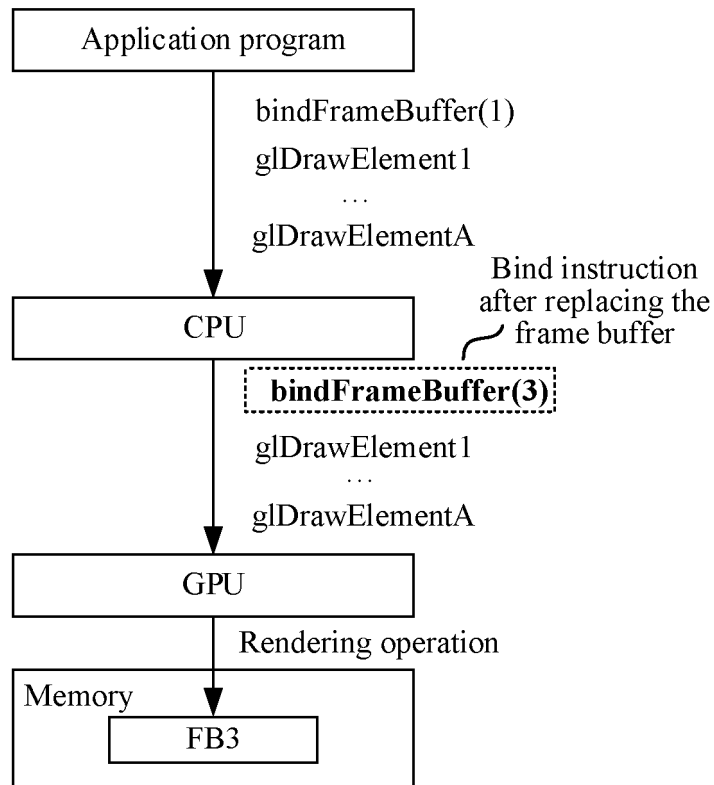 Application program
bindFrameBuffer(1)
glDrawElement1
...
glDrawElementA
Bind instruction
after replacing the
frame buffer
CPU
bindFrameBuffer(3)
glDrawElement1
...
glDrawElementA
GPU
Rendering operation
Memory
FB3